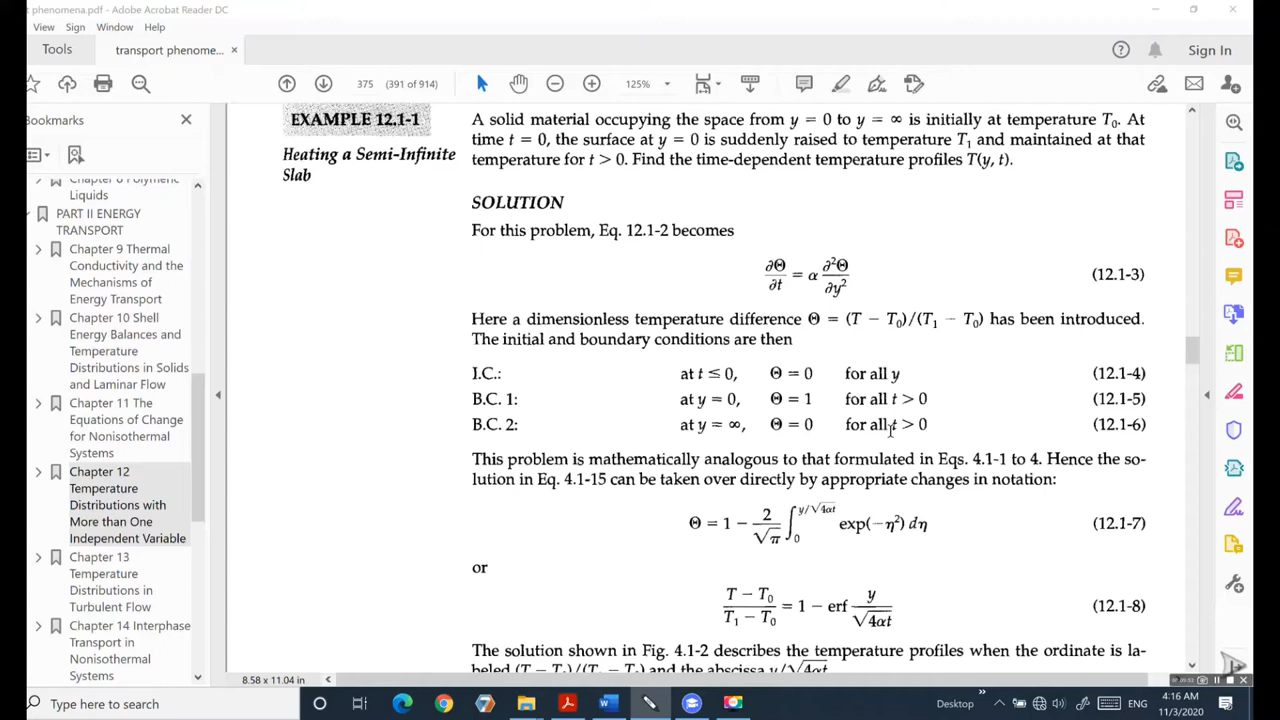 t phenomena.pdf - Adobe Acrobat Reader DC
View Sign Window Help
Tools transport phenome... × Sign In
375 (391 of 914) 125%
Bookmarks
Chapter 8 Polymeric
Liquids
PART II ENERGY
TRANSPORT
Chapter 9 Thermal
Conductivity and the
Mechanisms of
Energy Transport
Chapter 10 Shell
Energy Balances and
Temperature
Distributions in Solids
and Laminar Flow
Chapter 11 The
Equations of Change
for Nonisothermal
Systems
Chapter 12
Temperature
Distributions with
More than One
Independent Variable
Chapter 13
Temperature
Distributions in
Turbulent Flow
Chapter 14 Interphase
Transport in
Nonisothermal
Systems
EXAMPLE 12.1-1
Heating a Semi-Infinite
Slab
A solid material occupying the space from y = 0 to y = ∞ is initially at temperature T₀. At
time t = 0, the surface at y = 0 is suddenly raised to temperature T₁ and maintained at that
temperature for t > 0. Find the time-dependent temperature profiles T(y, t).
SOLUTION
For this problem, Eq. 12.1-2 becomes
∂Θ/∂t = α ∂²Θ/∂y² (12.1-3)
Here a dimensionless temperature difference Θ = (T − T₀)/(T₁ − T₀) has been introduced.
The initial and boundary conditions are then
I.C.: at t ≤ 0, Θ = 0 for all y (12.1-4)
B.C. 1: at y = 0, Θ = 1 for all t > 0 (12.1-5)
B.C. 2: at y = ∞, Θ = 0 for all t > 0 (12.1-6)
This problem is mathematically analogous to that formulated in Eqs. 4.1-1 to 4. Hence the so-
lution in Eq. 4.1-15 can be taken over directly by appropriate changes in notation:
Θ = 1 − 2/√π ∫₀^(y/√4αt) exp(−η²) dη (12.1-7)
or
(T − T₀)/(T₁ − T₀) = 1 − erf y/√4αt (12.1-8)
The solution shown in Fig. 4.1-2 describes the temperature profiles when the ordinate is la-
beled (T − T₀)/(T₁ − T₀) and the abscissa y/√4αt
8.58 x 11.04 in
Type here to search
Desktop » ENG
4:16 AM
11/3/2020